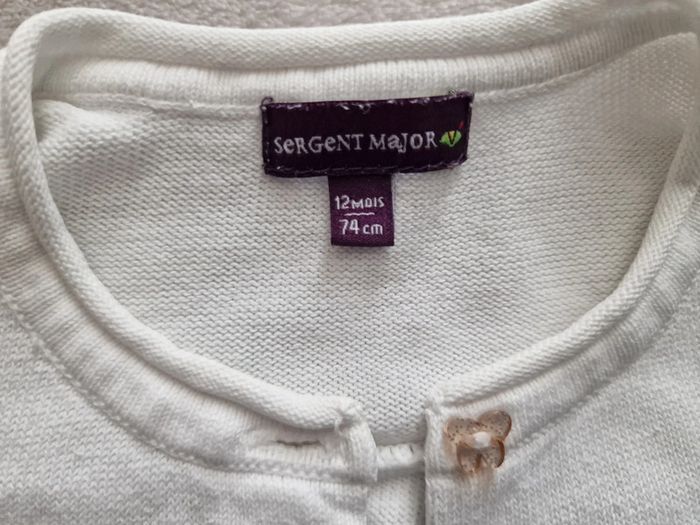 SeRGeNT MaJOR
12 MOIS
74 cm